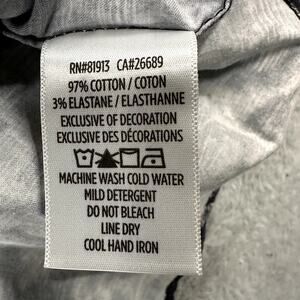 RN#81913 CA#26689
97% COTTON / COTON
3% ELASTANE / ELASTHANNE
EXCLUSIVE OF DECORATION
EXCLUSIVE DES DÉCORATIONS
MACHINE WASH COLD WATER
MILD DETERGENT
DO NOT BLEACH
LINE DRY
COOL HAND IRON